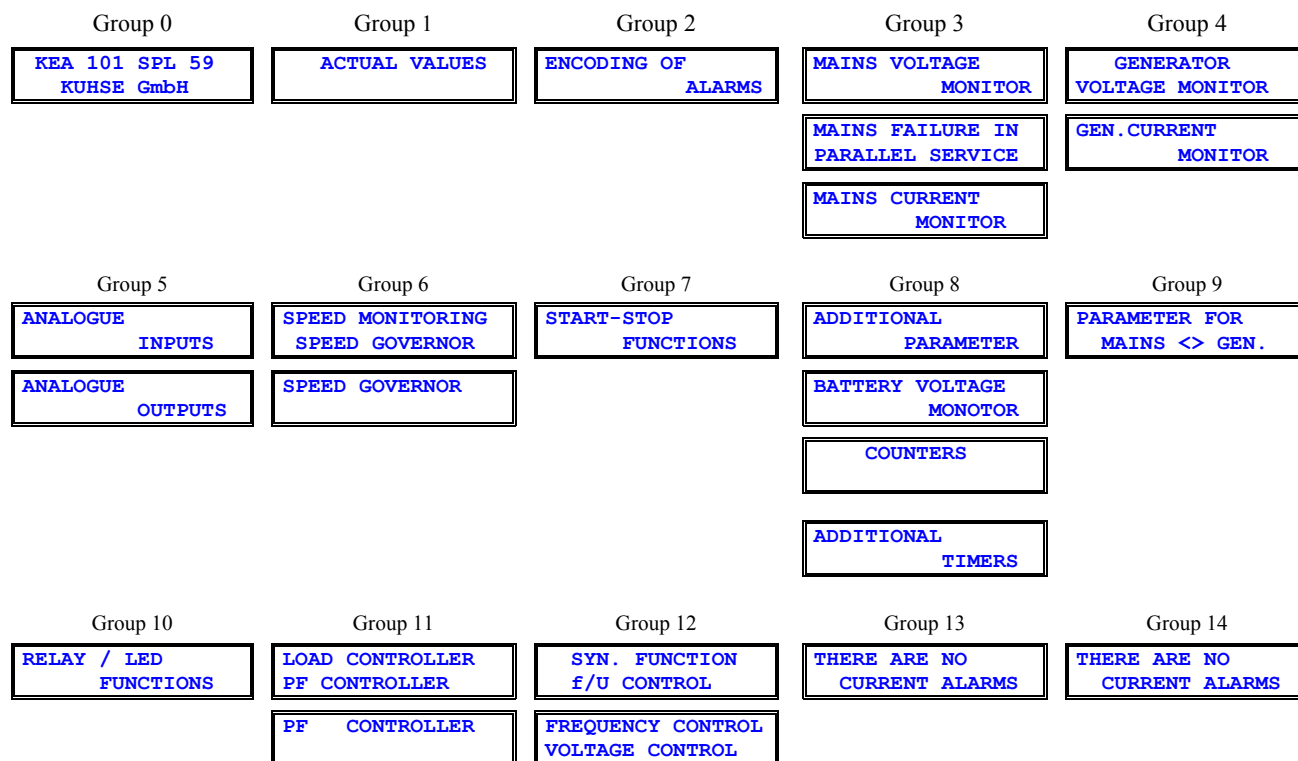 Group 0
Group 1
Group 2
Group 3
Group 4
KEA 101 SPL 59
KUHSE GmbH
ACTUAL VALUES
ENCODING OF
ALARMS
MAINS VOLTAGE
MONITOR
GENERATOR
VOLTAGE MONITOR
MAINS FAILURE IN
PARALLEL SERVICE
GEN.CURRENT
MONITOR
MAINS CURRENT
MONITOR
Group 5
Group 6
Group 7
Group 8
Group 9
ANALOGUE
INPUTS
SPEED MONITORING
SPEED GOVERNOR
START-STOP
FUNCTIONS
ADDITIONAL
PARAMETER
PARAMETER FOR
MAINS <> GEN.
ANALOGUE
OUTPUTS
SPEED GOVERNOR
BATTERY VOLTAGE
MONOTOR
COUNTERS
ADDITIONAL
TIMERS
Group 10
Group 11
Group 12
Group 13
Group 14
RELAY / LED
FUNCTIONS
LOAD CONTROLLER
PF CONTROLLER
SYN. FUNCTION
f/U CONTROL
THERE ARE NO
CURRENT ALARMS
THERE ARE NO
CURRENT ALARMS
PF CONTROLLER
FREQUENCY CONTROL
VOLTAGE CONTROL